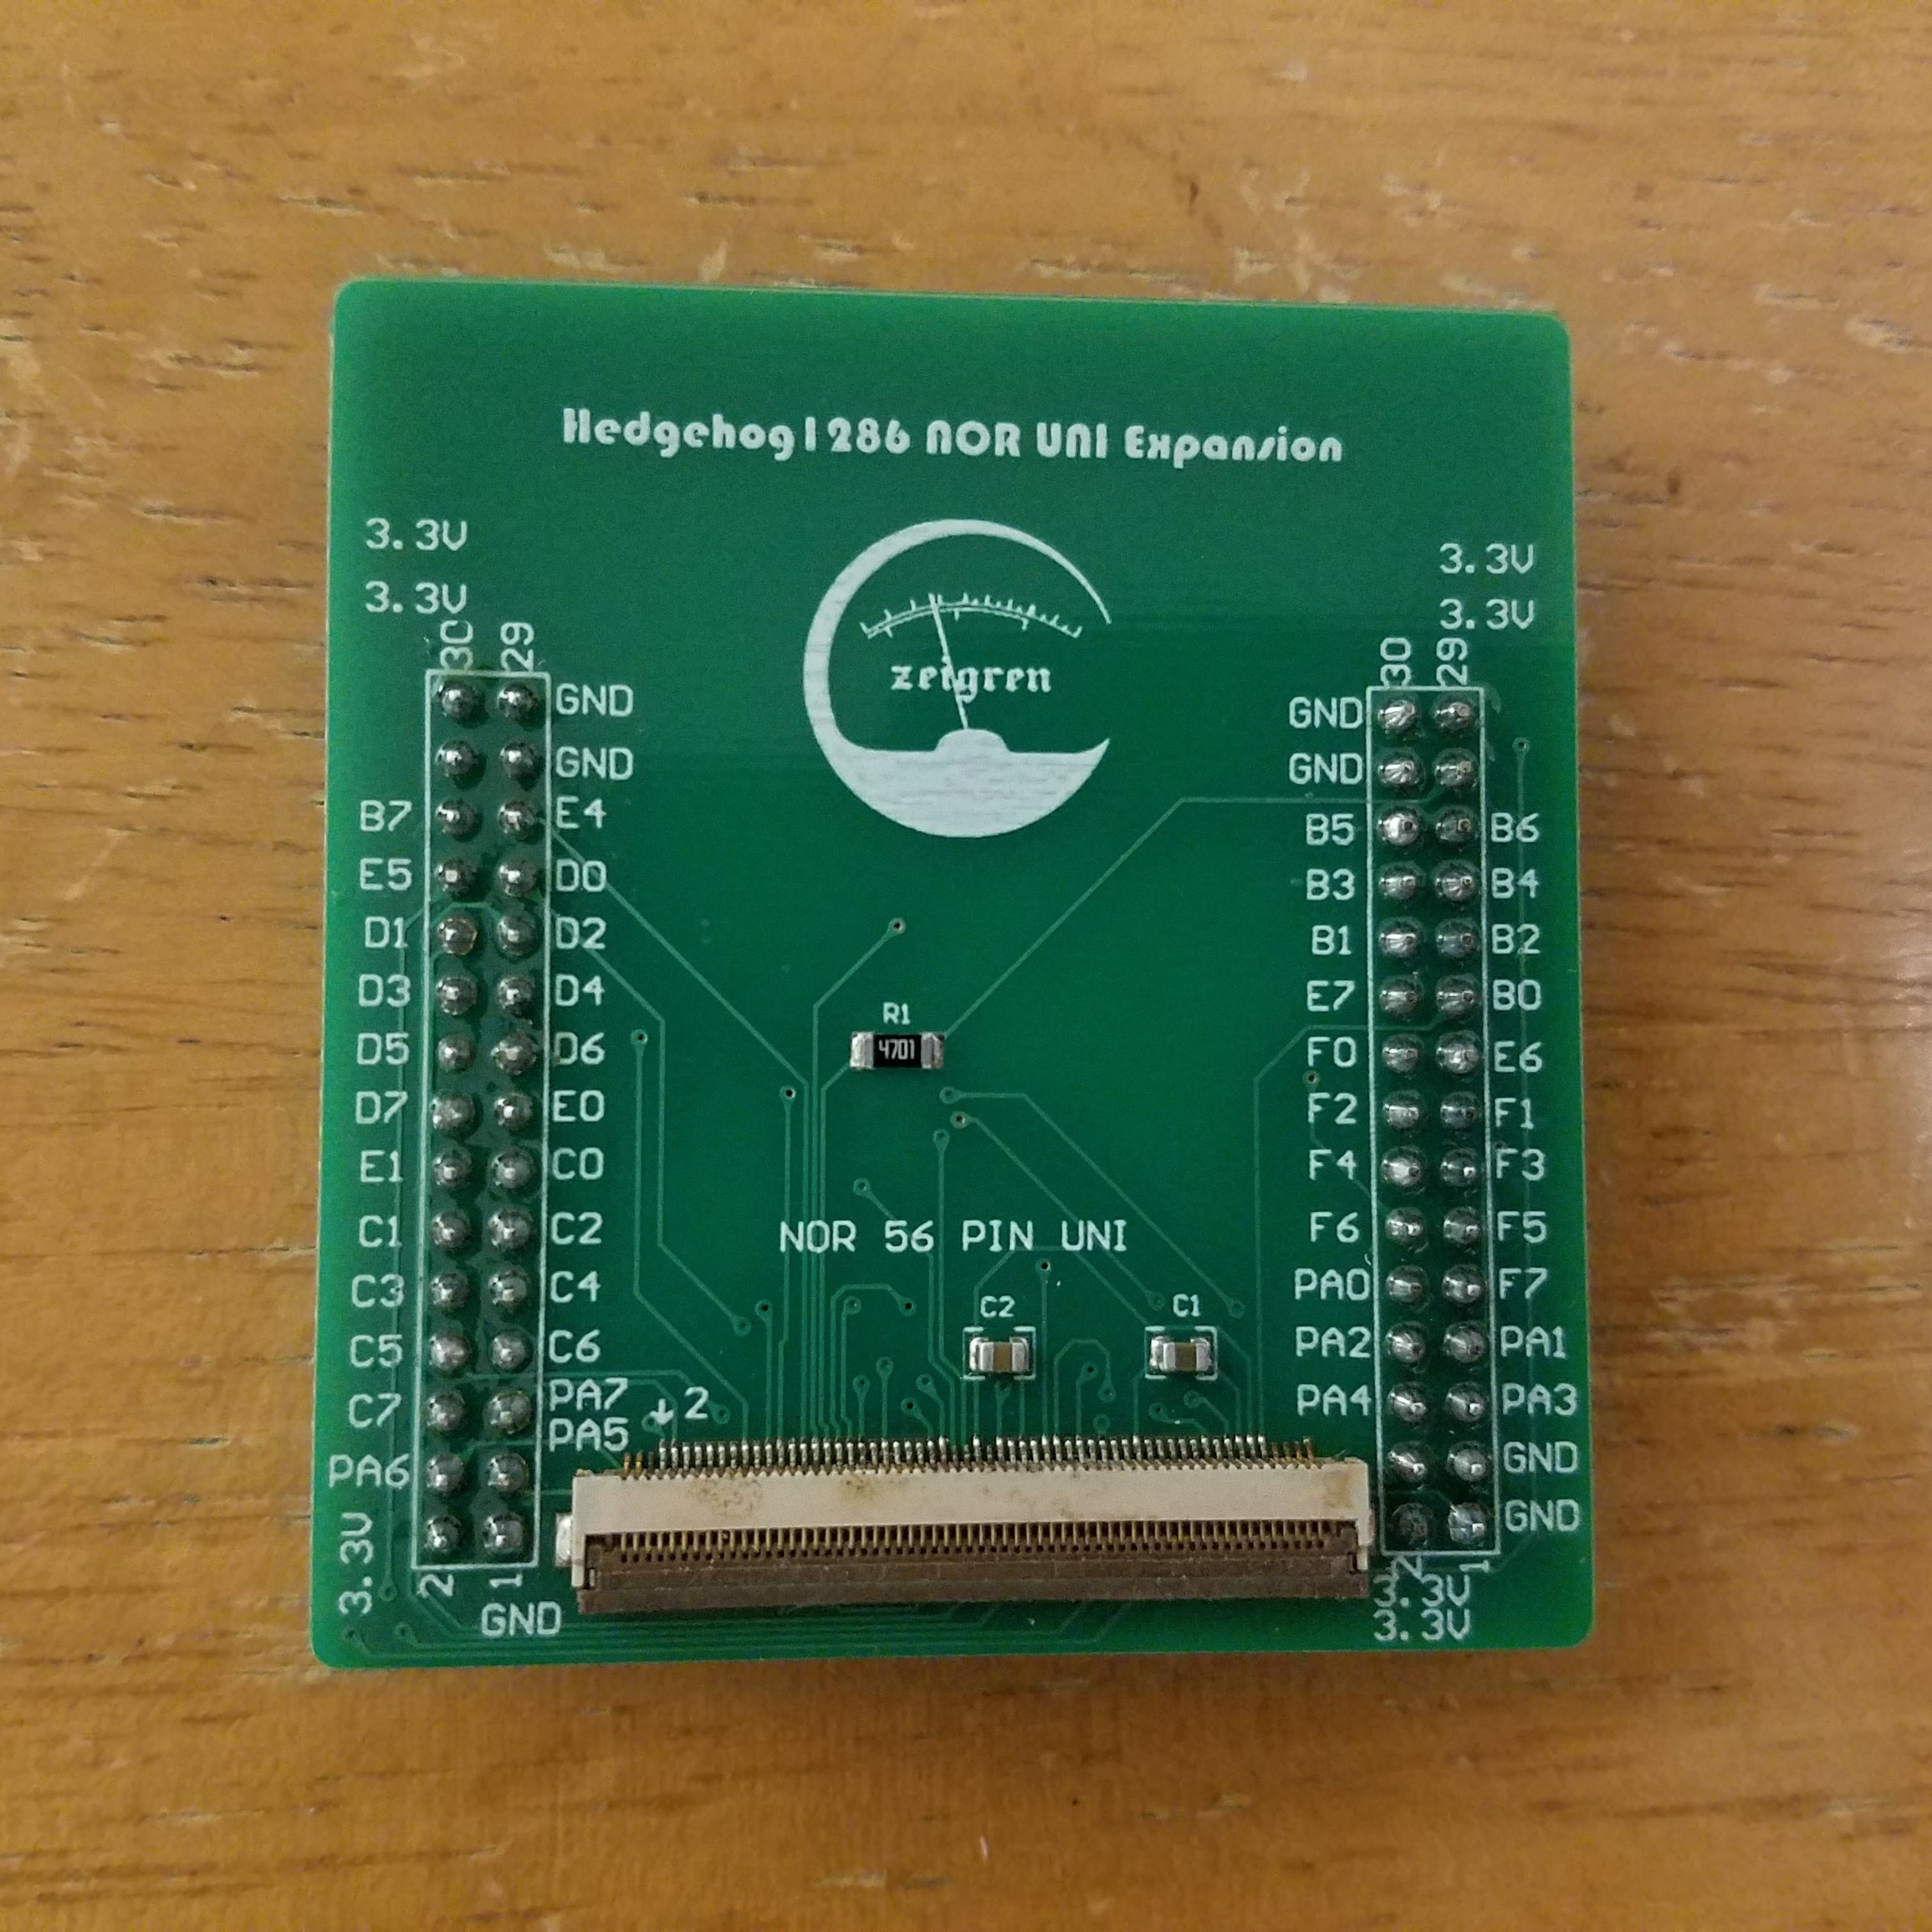 Hedgehog1286 NOR UNI Expansion
3.3V
3.3V
3.3V
3.3V
zeigren
30 29
30 29
GND
GND
GND
GND
B7 E4
B5 B6
E5 D0
B3 B4
D1 D2
B1 B2
D3 D4
E7 B0
D5 D6
F0 E6
D7 E0
F2 F1
E1 C0
F4 F3
C1 C2
F6 F5
C3 C4
PA0 F7
C5 C6
PA2 PA1
C7 PA7
PA4 PA3
PA5
PA6
GND
GND
R1
4701
NOR 56 PIN UNI
C2 C1
2
3.3V
2 1
GND
2 1
3.3V
3.3V